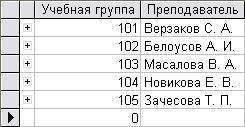 Учебная группа Преподаватель
+ 101 Верзаков С. А.
+ 102 Белоусов А. И.
+ 103 Масалова В. А.
+ 104 Новикова Е. В.
+ 105 Зачесова Т. П.
0